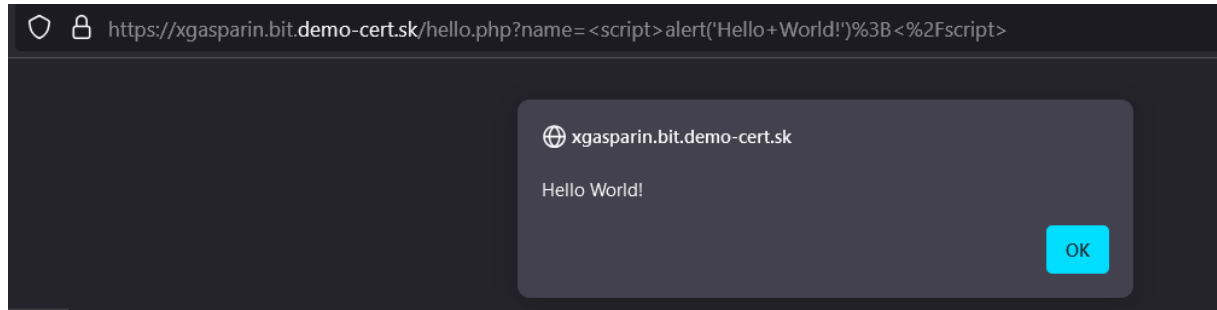 https://xgasparin.bit.demo-cert.sk/hello.php?name=<script>alert('Hello+World!')%3B<%2Fscript>
xgasparin.bit.demo-cert.sk
Hello World!
OK